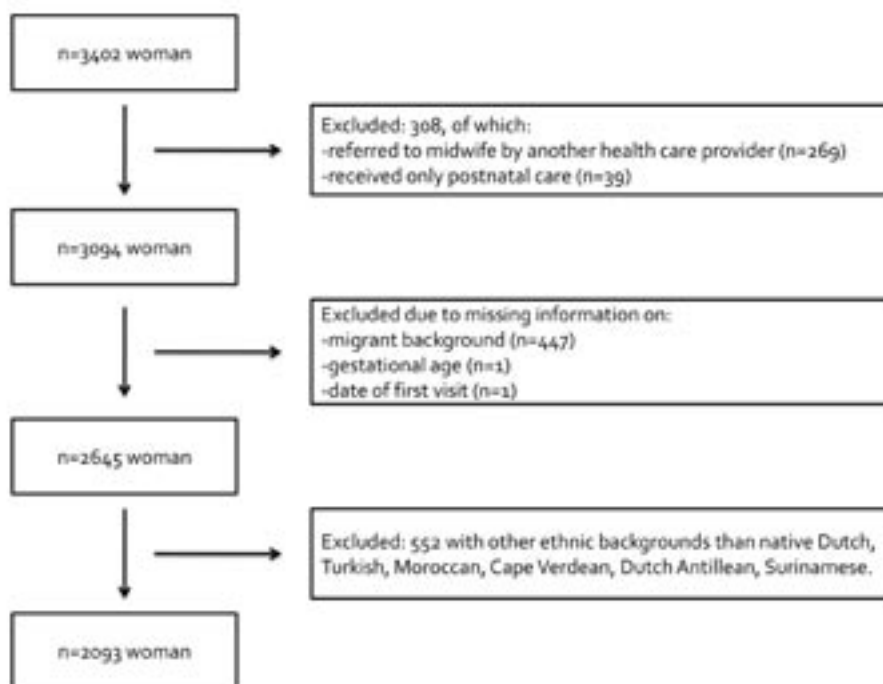 n=3402 woman
Excluded: 308, of which:
-referred to midwife by another health care provider (n=269)
-received only postnatal care (n=39)
n=3094 woman
Excluded due to missing information on:
-migrant background (n=447)
-gestational age (n=1)
-date of first visit (n=1)
n=2645 woman
Excluded: 552 with other ethnic backgrounds than native Dutch,
Turkish, Moroccan, Cape Verdean, Dutch Antillean, Surinamese.
n=2093 woman